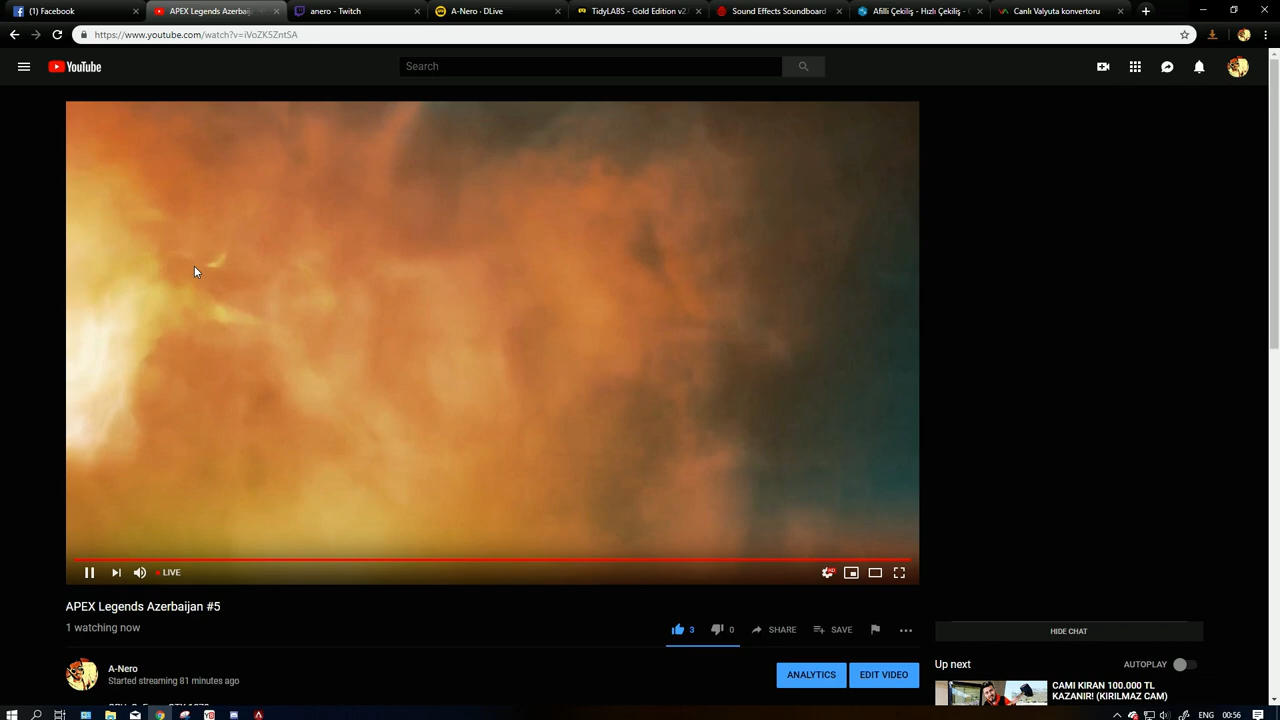 (1) Facebook
APEX Legends Azerbaij
anero - Twitch
A-Nero · DLive
TidyLABS - Gold Edition v2.
Sound Effects Soundboard
Afilli Çekiliş - Hızlı Çekiliş -
Canlı Valyuta konvertoru
https://www.youtube.com/watch?v=iVoZK5ZntSA
YouTube
Search
LIVE
HD
APEX Legends Azerbaijan #5
1 watching now
3
0
SHARE
SAVE
HIDE CHAT
A-Nero
Started streaming 81 minutes ago
ANALYTICS
EDIT VIDEO
Up next
AUTOPLAY
CAMI KIRAN 100.000 TL
KAZANIR! (KIRILMAZ CAM)
ENG
00:56